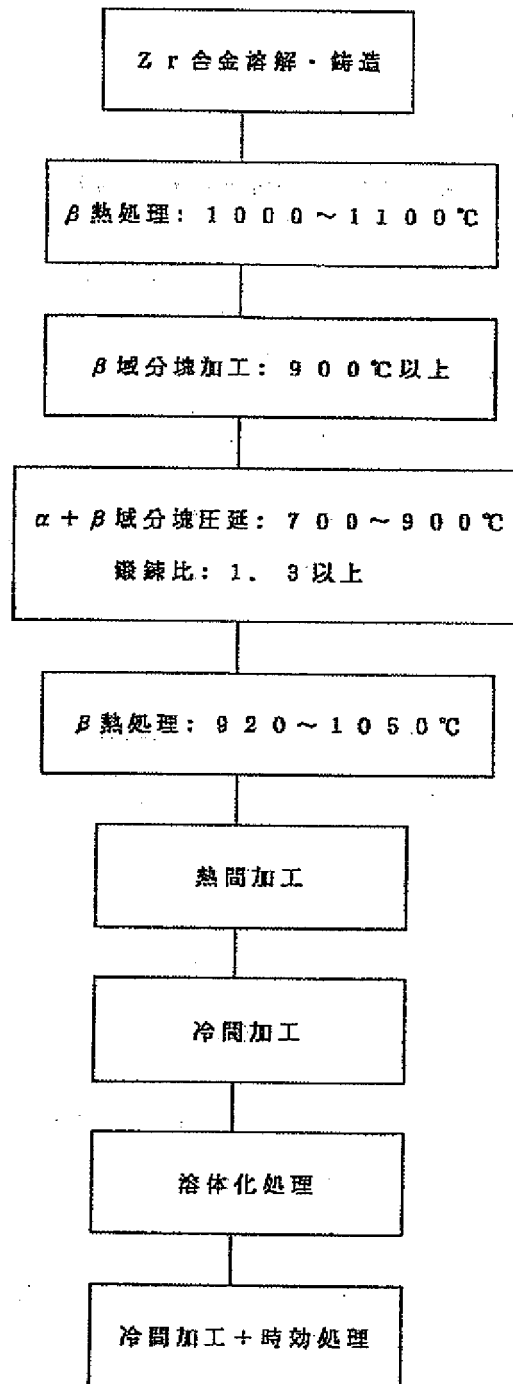 Zr合金溶解・鋳造
β熱処理：1000～1100℃
β域分塊加工：900℃以上
α＋β域分塊圧延：700～900℃
鍛錬比：1．3以上
β熱処理：920～1050℃
熱間加工
冷間加工
溶体化処理
冷間加工＋時効処理